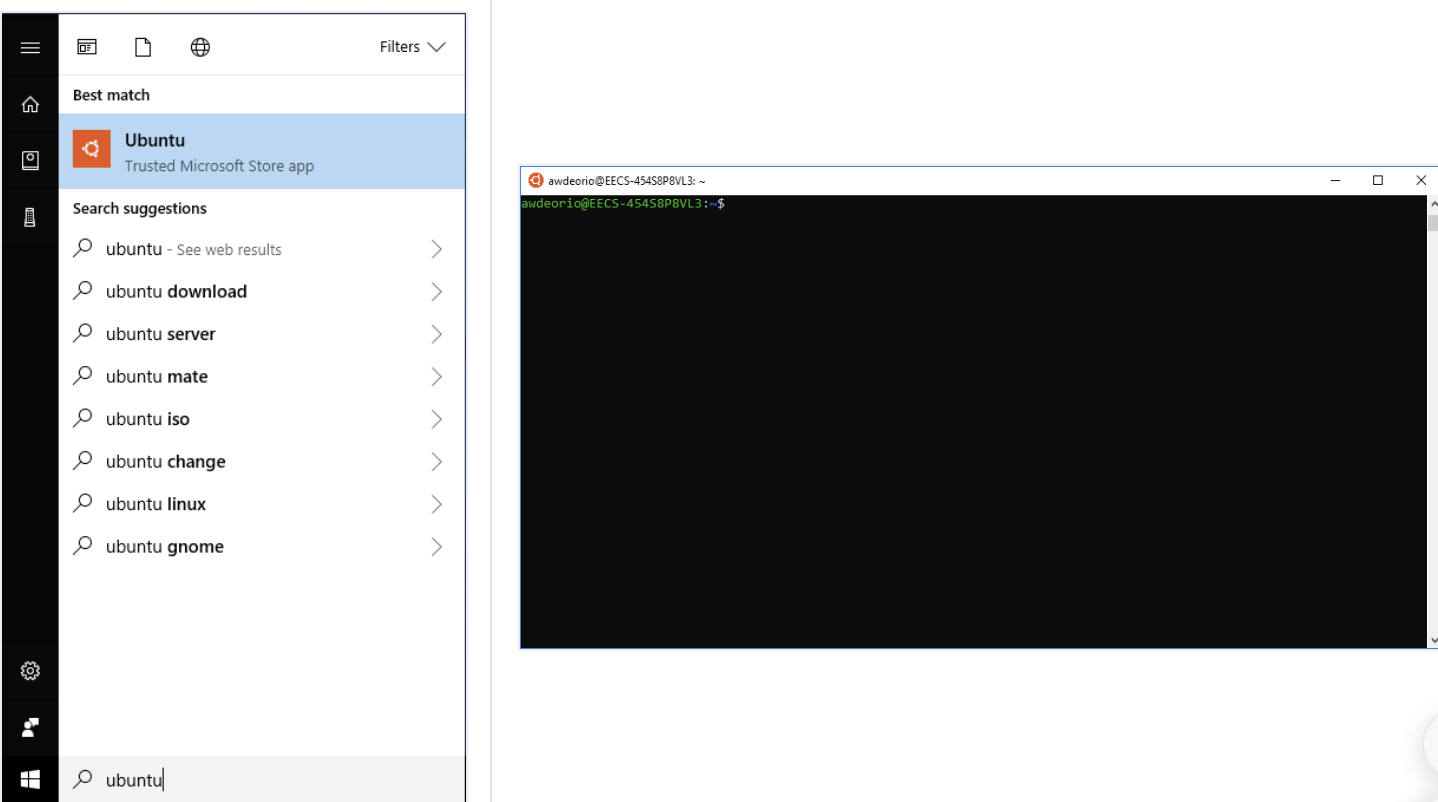 Filters
Best match
Ubuntu
Trusted Microsoft Store app
Search suggestions
ubuntu - See web results
ubuntu download
ubuntu server
ubuntu mate
ubuntu iso
ubuntu change
ubuntu linux
ubuntu gnome
ubuntu
awdeorio@EECS-454S8P8VL3: ~
awdeorio@EECS-454S8P8VL3:~$